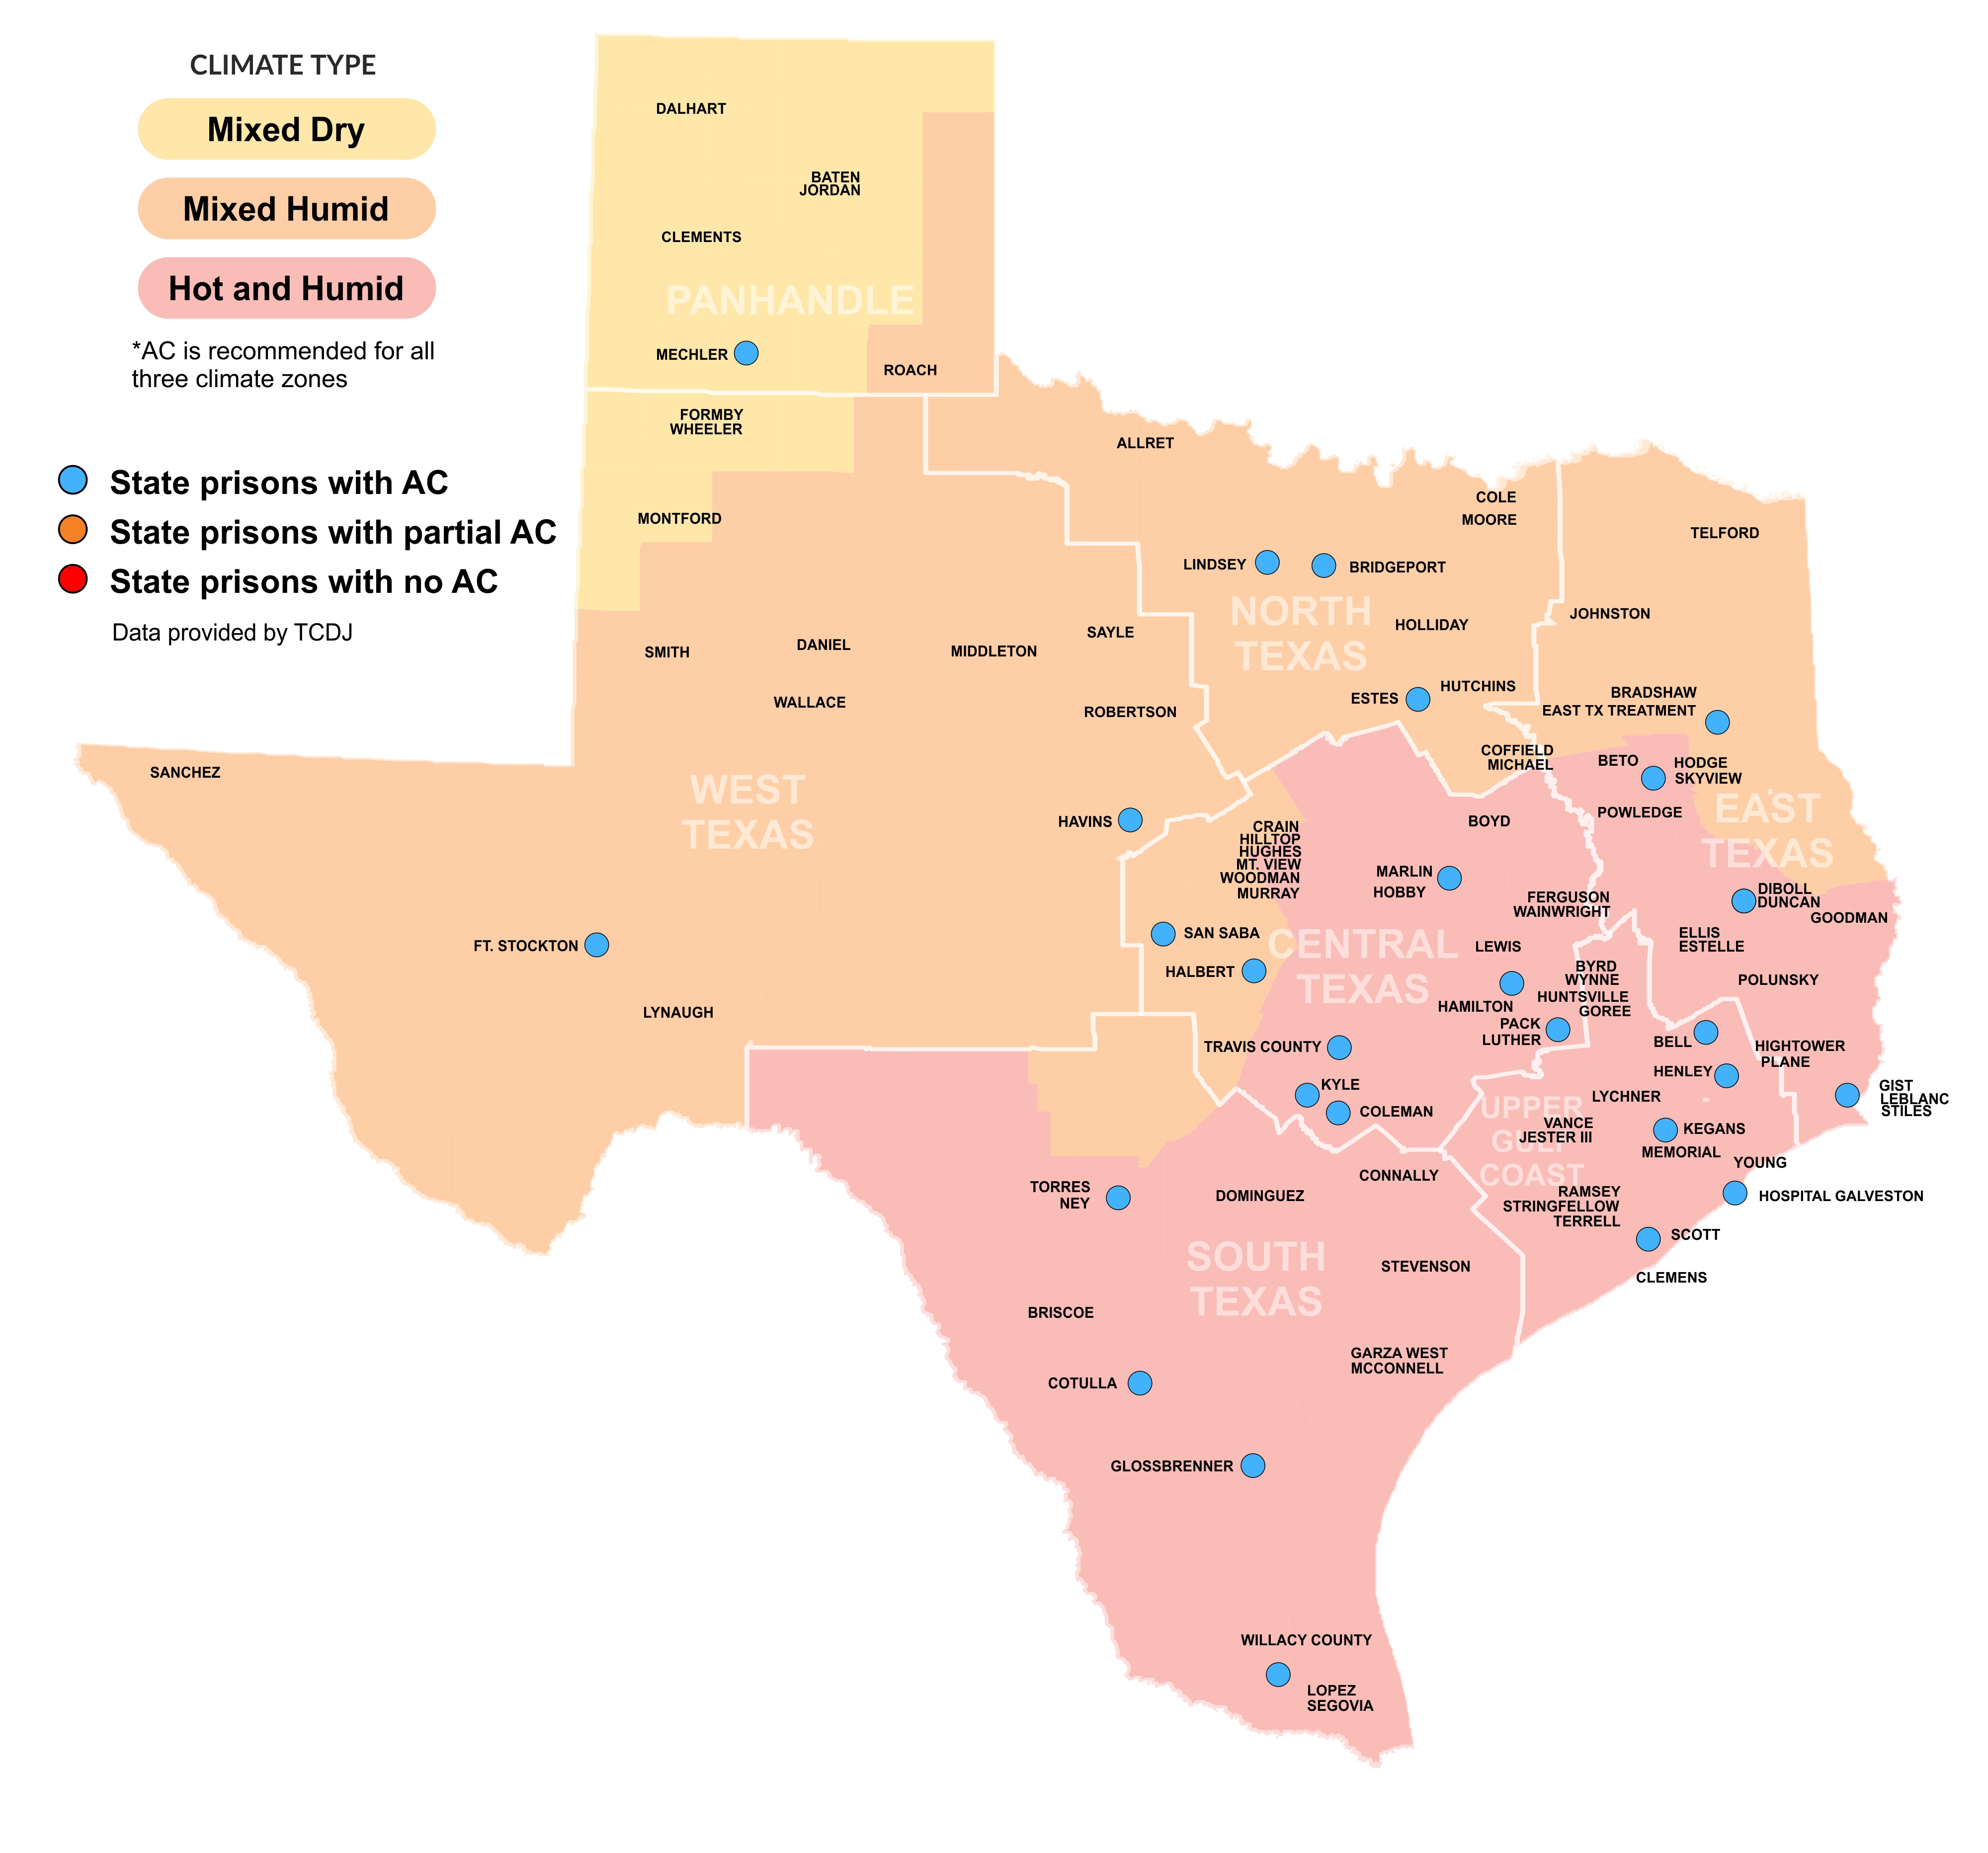 CLIMATE TYPE
Mixed Dry
Mixed Humid
Hot and Humid
*AC is recommended for all
three climate zones
State prisons with AC
State prisons with partial AC
State prisons with no AC
Data provided by TCDJ
DALHART
BATEN
JORDAN
CLEMENTS
PANHANDLE
MECHLER
ROACH
FORMBY
WHEELER
MONTFORD
ALLRET
COLE
MOORE
TELFORD
LINDSEY
BRIDGEPORT
NORTH
TEXAS
JOHNSTON
HOLLIDAY
SAYLE
SMITH
DANIEL
MIDDLETON
WALLACE
ROBERTSON
ESTES
HUTCHINS
BRADSHAW
EAST TX TREATMENT
COFFIELD
MICHAEL
BETO
HODGE
SKYVIEW
POWLEDGE
EAST
TEXAS
SANCHEZ
WEST
TEXAS
HAVINS
CRAIN
HILLTOP
HUGHES
MT. VIEW
WOODMAN
MURRAY
BOYD
MARLIN
HOBBY
FERGUSON
WAINWRIGHT
DIBOLL
DUNCAN
GOODMAN
ELLIS
ESTELLE
POLUNSKY
FT. STOCKTON
LYNAUGH
SAN SABA
HALBERT
CENTRAL
TEXAS
LEWIS
BYRD
WYNNE
HUNTSVILLE
GOREE
HAMILTON
PACK
LUTHER
TRAVIS COUNTY
KYLE
COLEMAN
BELL
HIGHTOWER
PLANE
HENLEY
LYCHNER
GIST
LEBLANC
STILES
UPPER
GULF
COAST
VANCE
JESTER III
KEGANS
MEMORIAL
YOUNG
HOSPITAL GALVESTON
RAMSEY
STRINGFELLOW
TERRELL
SCOTT
CLEMENS
TORRES
NEY
DOMINGUEZ
CONNALLY
SOUTH
TEXAS
STEVENSON
BRISCOE
GARZA WEST
MCCONNELL
COTULLA
GLOSSBRENNER
WILLACY COUNTY
LOPEZ
SEGOVIA